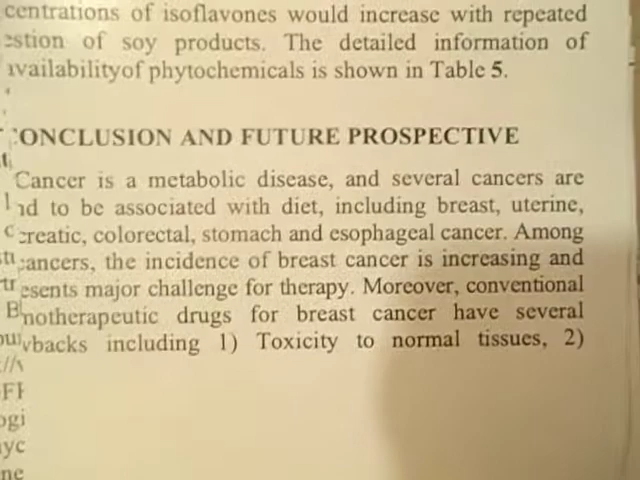 centrations of isoflavones would increase with repeated
estion of soy products. The detailed information of
availabilityof phytochemicals is shown in Table 5.
CONCLUSION AND FUTURE PROSPECTIVE
Cancer is a metabolic disease, and several cancers are
nd to be associated with diet, including breast, uterine,
creatic, colorectal, stomach and esophageal cancer. Among
cancers, the incidence of breast cancer is increasing and
esents major challenge for therapy. Moreover, conventional
notherapeutic drugs for breast cancer have several
wbacks including 1) Toxicity to normal tissues, 2)